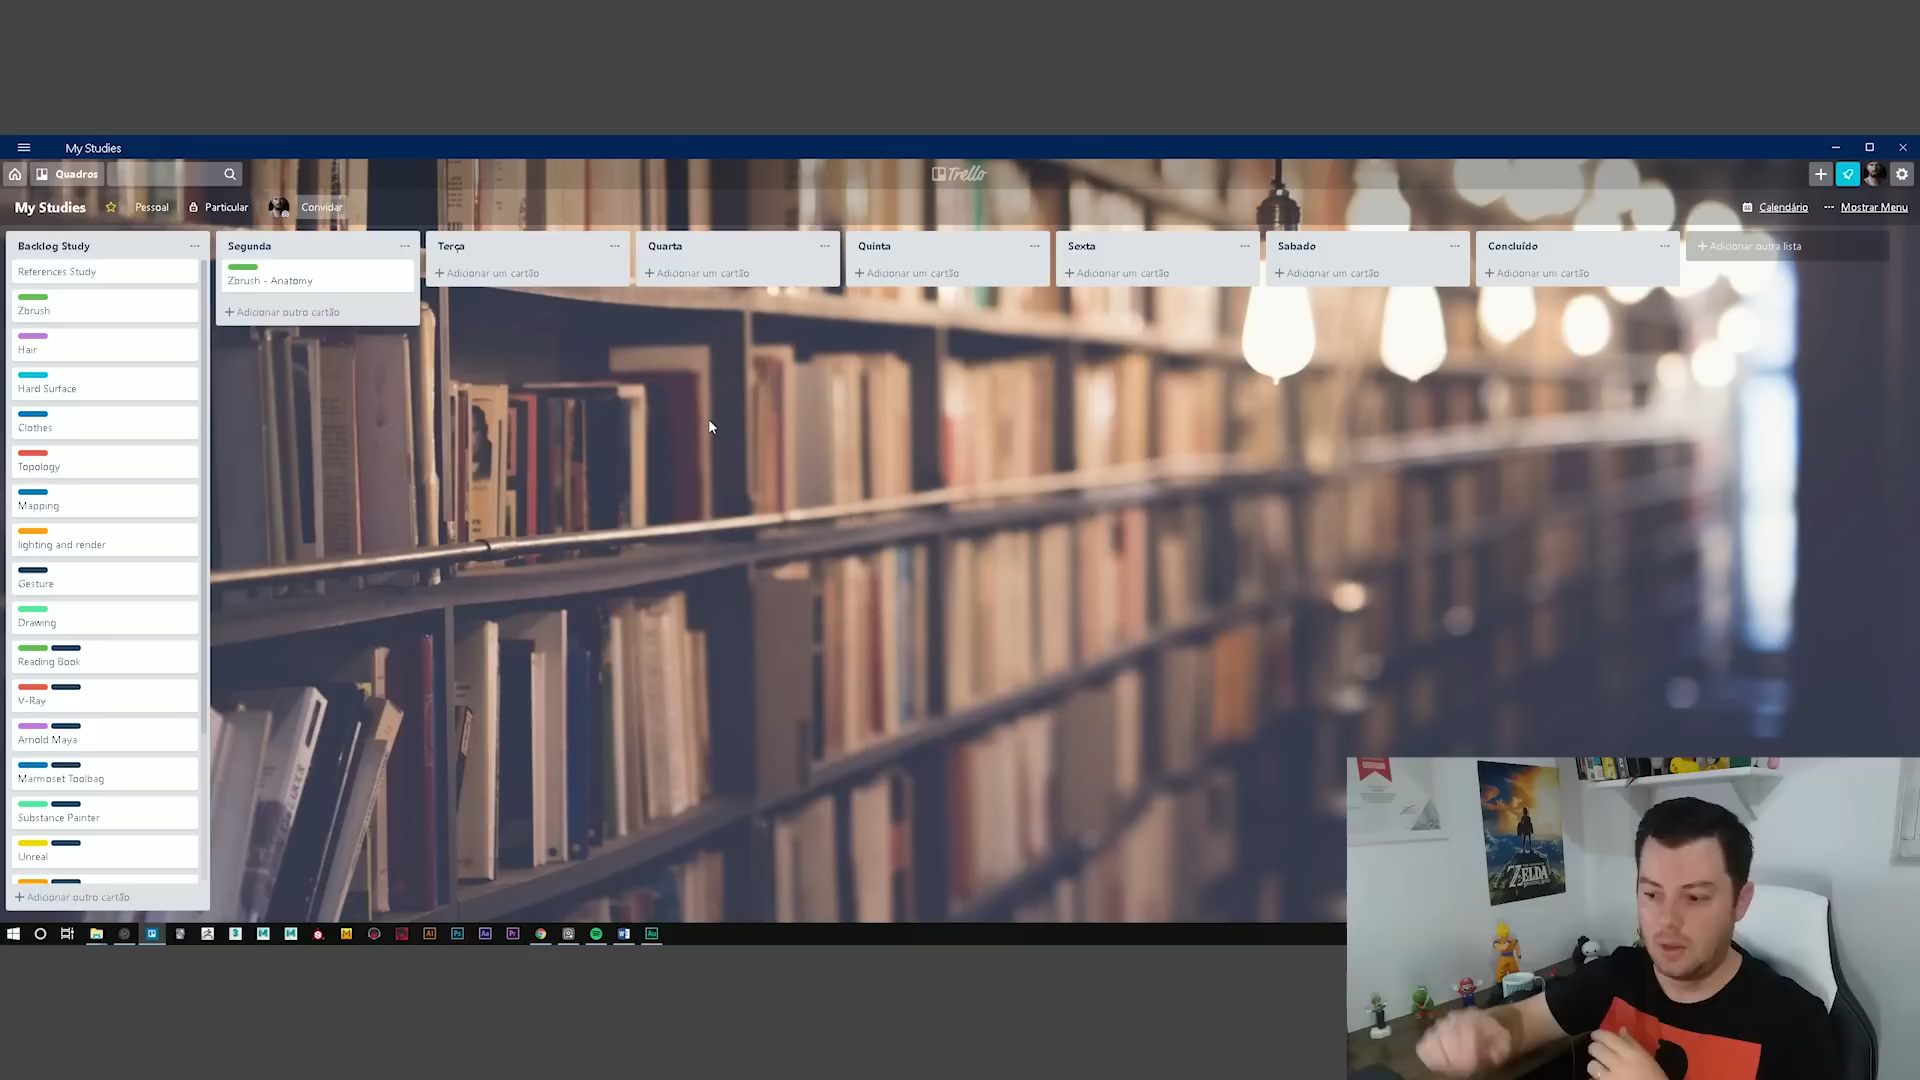 My Studies
Quadros
Trello
My Studies
Pessoal
Particular
Convidar
Calendário
Mostrar Menu
Backlog Study
References Study
Zbrush
Hair
Hard Surface
Clothes
Topology
Mapping
lighting and render
Gesture
Drawing
Reading Book
V-Ray
Arnold Maya
Marmoset Toolbag
Substance Painter
Unreal
+ Adicionar outro cartão
Segunda
Zbrush - Anatomy
+ Adicionar outro cartão
Terça
+ Adicionar um cartão
Quarta
+ Adicionar um cartão
Quinta
+ Adicionar um cartão
Sexta
+ Adicionar um cartão
Sabado
+ Adicionar um cartão
Concluído
+ Adicionar um cartão
+ Adicionar outra lista
ZELDA